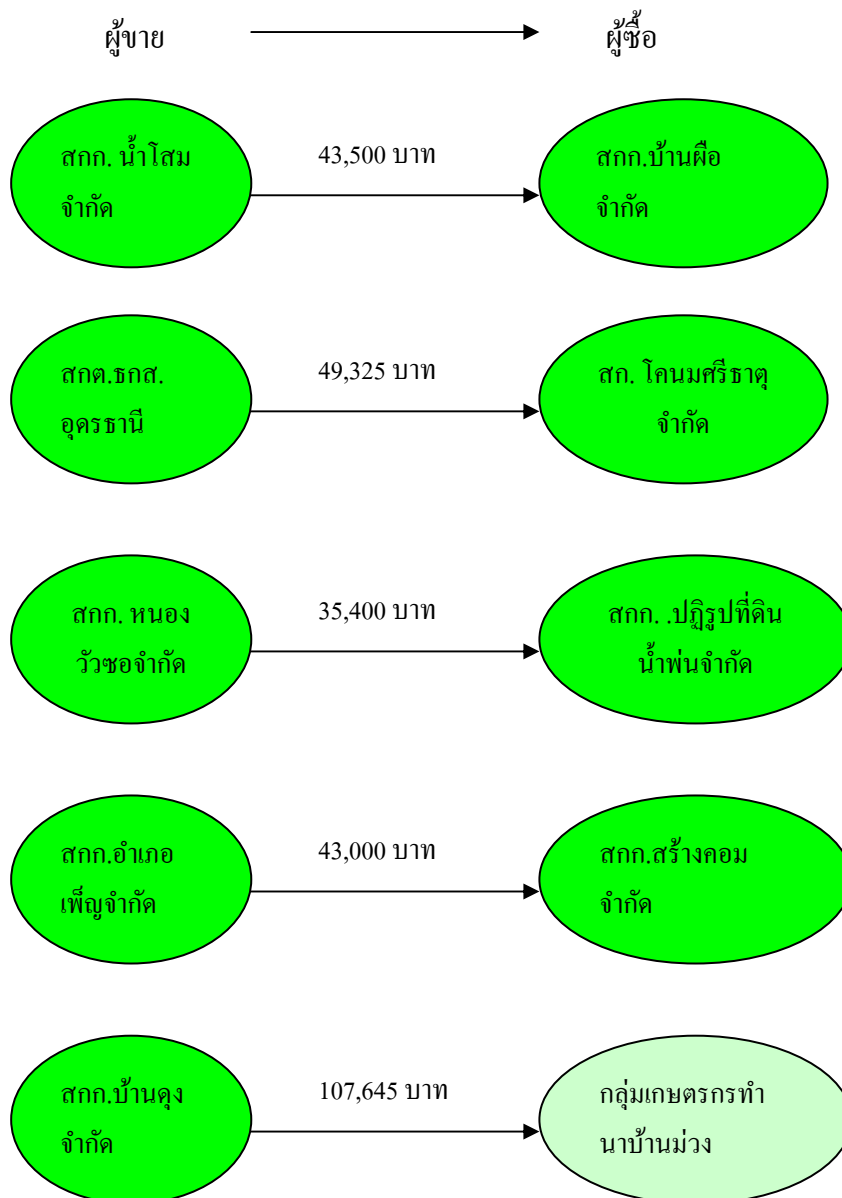 ผู้ขาย ผู้ซื้อ
สกก. น้ำโสม
จำกัด
43,500 บาท
สกก.บ้านผือ
จำกัด
สกต.ธกส.
อุดรธานี
49,325 บาท
สก. โคนมศรีธาตุ
จำกัด
สกก. หนอง
วัวซอจำกัด
35,400 บาท
สกก. .ปฏิรูปที่ดิน
น้ำพ่นจำกัด
สกก.อำเภอ
เพ็ญจำกัด
43,000 บาท
สกก.สร้างคอม
จำกัด
สกก.บ้านดุง
จำกัด
107,645 บาท
กลุ่มเกษตรกรทำ
นาบ้านม่วง